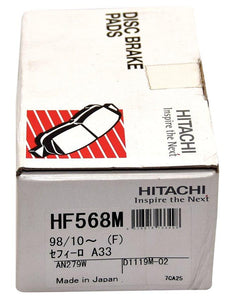 DISC BRAKE
PADS
HITACHI
Inspire the Next
HITACHI
Inspire the Next
HF568M
98/10～ (F)
セフィーロ A33
AN279W D1119M-02
Made in Japan 7CA25